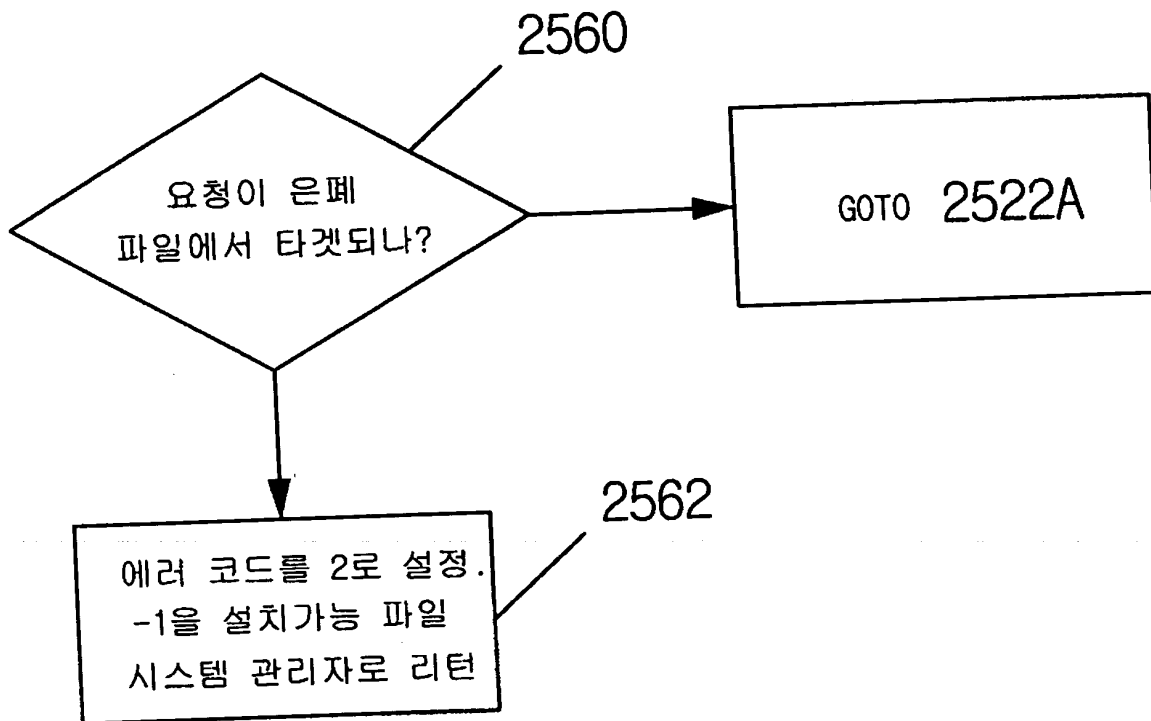 2560
요청이 은폐
파일에서 타겟되나?
GOTO 2522A
2562
에러 코드를 2로 설정.
-1을 설치가능 파일
시스템 관리자로 리턴